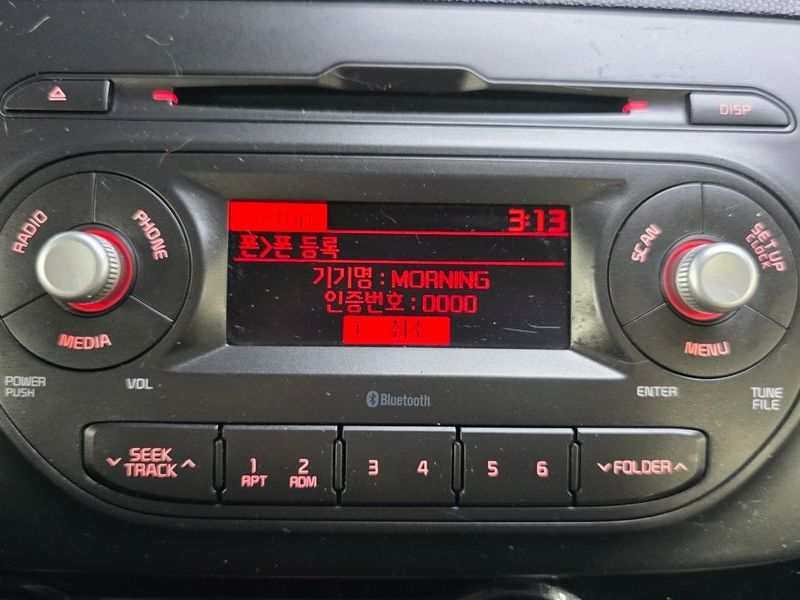 DISP
RADIO
PHONE
MEDIA
POWER
PUSH
VOL
3:13
폰>폰 등록
기기명 : MORNING
인증번호 : 0000
취소
Bluetooth
SCAN
SETUP
CLOCK
MENU
ENTER
TUNE
FILE
SEEK
TRACK
1
RPT
2
RDM
3
4
5
6
FOLDER